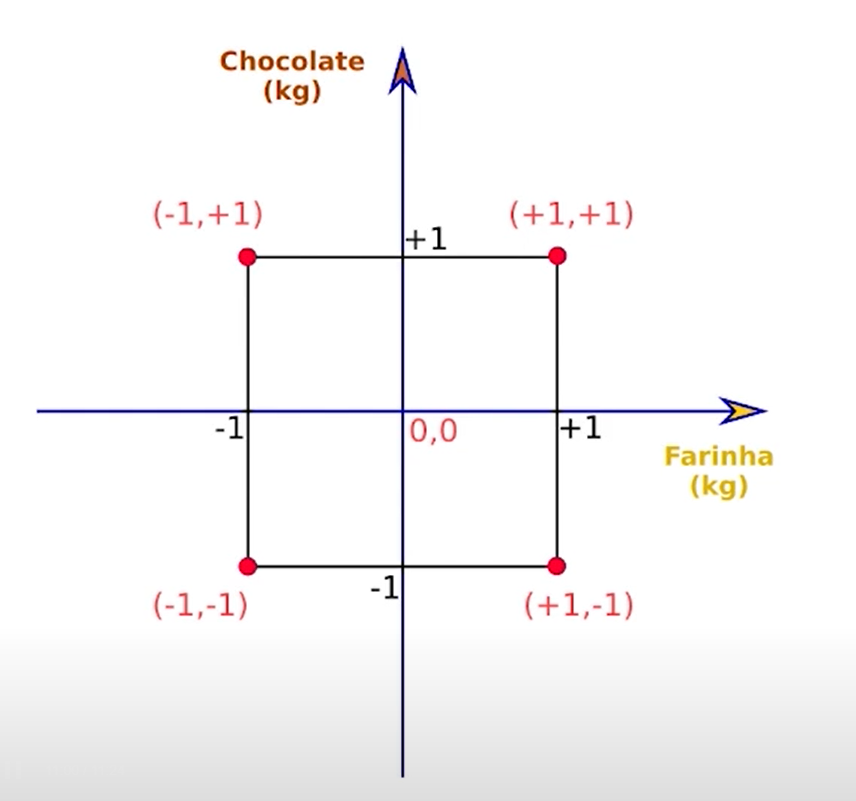 Chocolate
(kg)
(-1,+1)
(+1,+1)
+1
-1
0,0
+1
Farinha
(kg)
-1
(-1,-1)
(+1,-1)